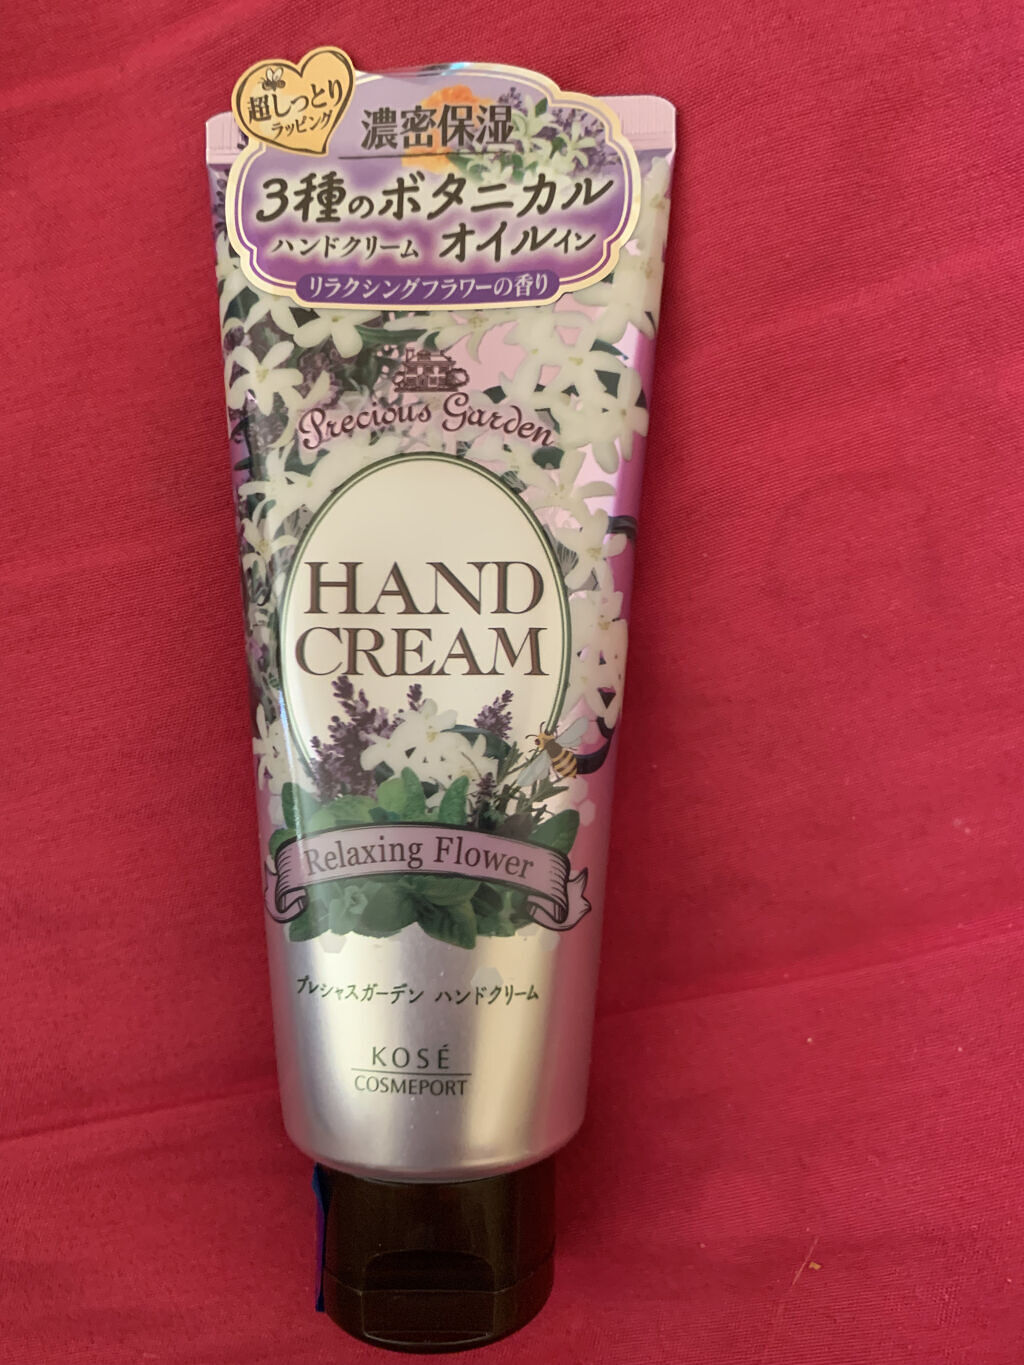 超しっとり
ラッピング
濃密保湿
3種のボタニカル
ハンドクリーム オイルイン
リラクシングフラワーの香り
Precious Garden
HAND
CREAM
Relaxing Flower
プレシャスガーデン ハンドクリーム
KOSÉ
COSMEPORT